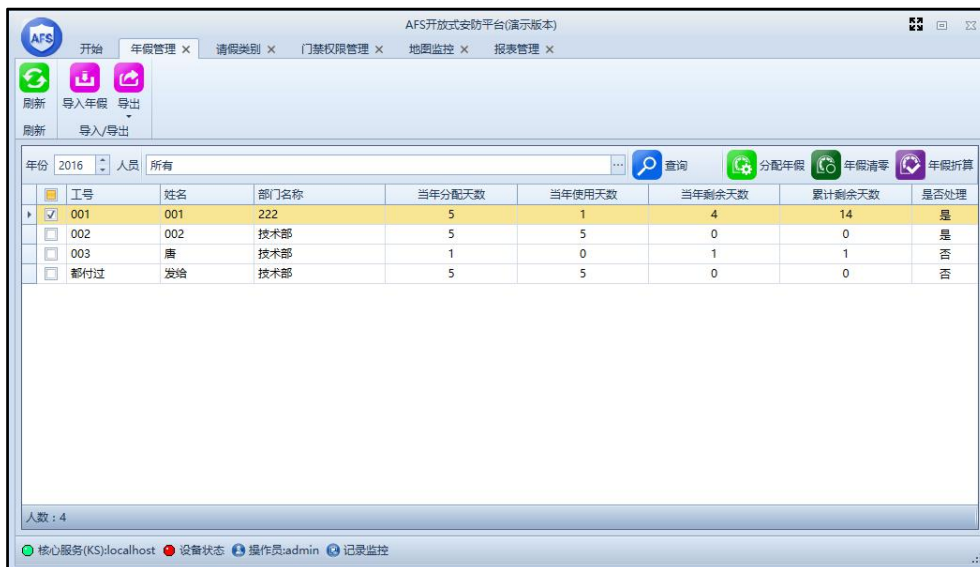 AFS开放式安防平台(演示版本)
AFS
开始 年假管理 请假类别 门禁权限管理 地图监控 报表管理
刷新 导入年假 导出
刷新 导入/导出
年份 2016 人员 所有 ... 查询 分配年假 年假清零 年假折算
工号 姓名 部门名称 当年分配天数 当年使用天数 当年剩余天数 累计剩余天数 是否处理
001 001 222 5 1 4 14 是
002 002 技术部 5 5 0 0 是
003 唐 技术部 1 0 1 1 否
都付过 发给 技术部 5 5 0 0 否
人数：4
核心服务(KS):localhost 设备状态 操作员:admin 记录监控